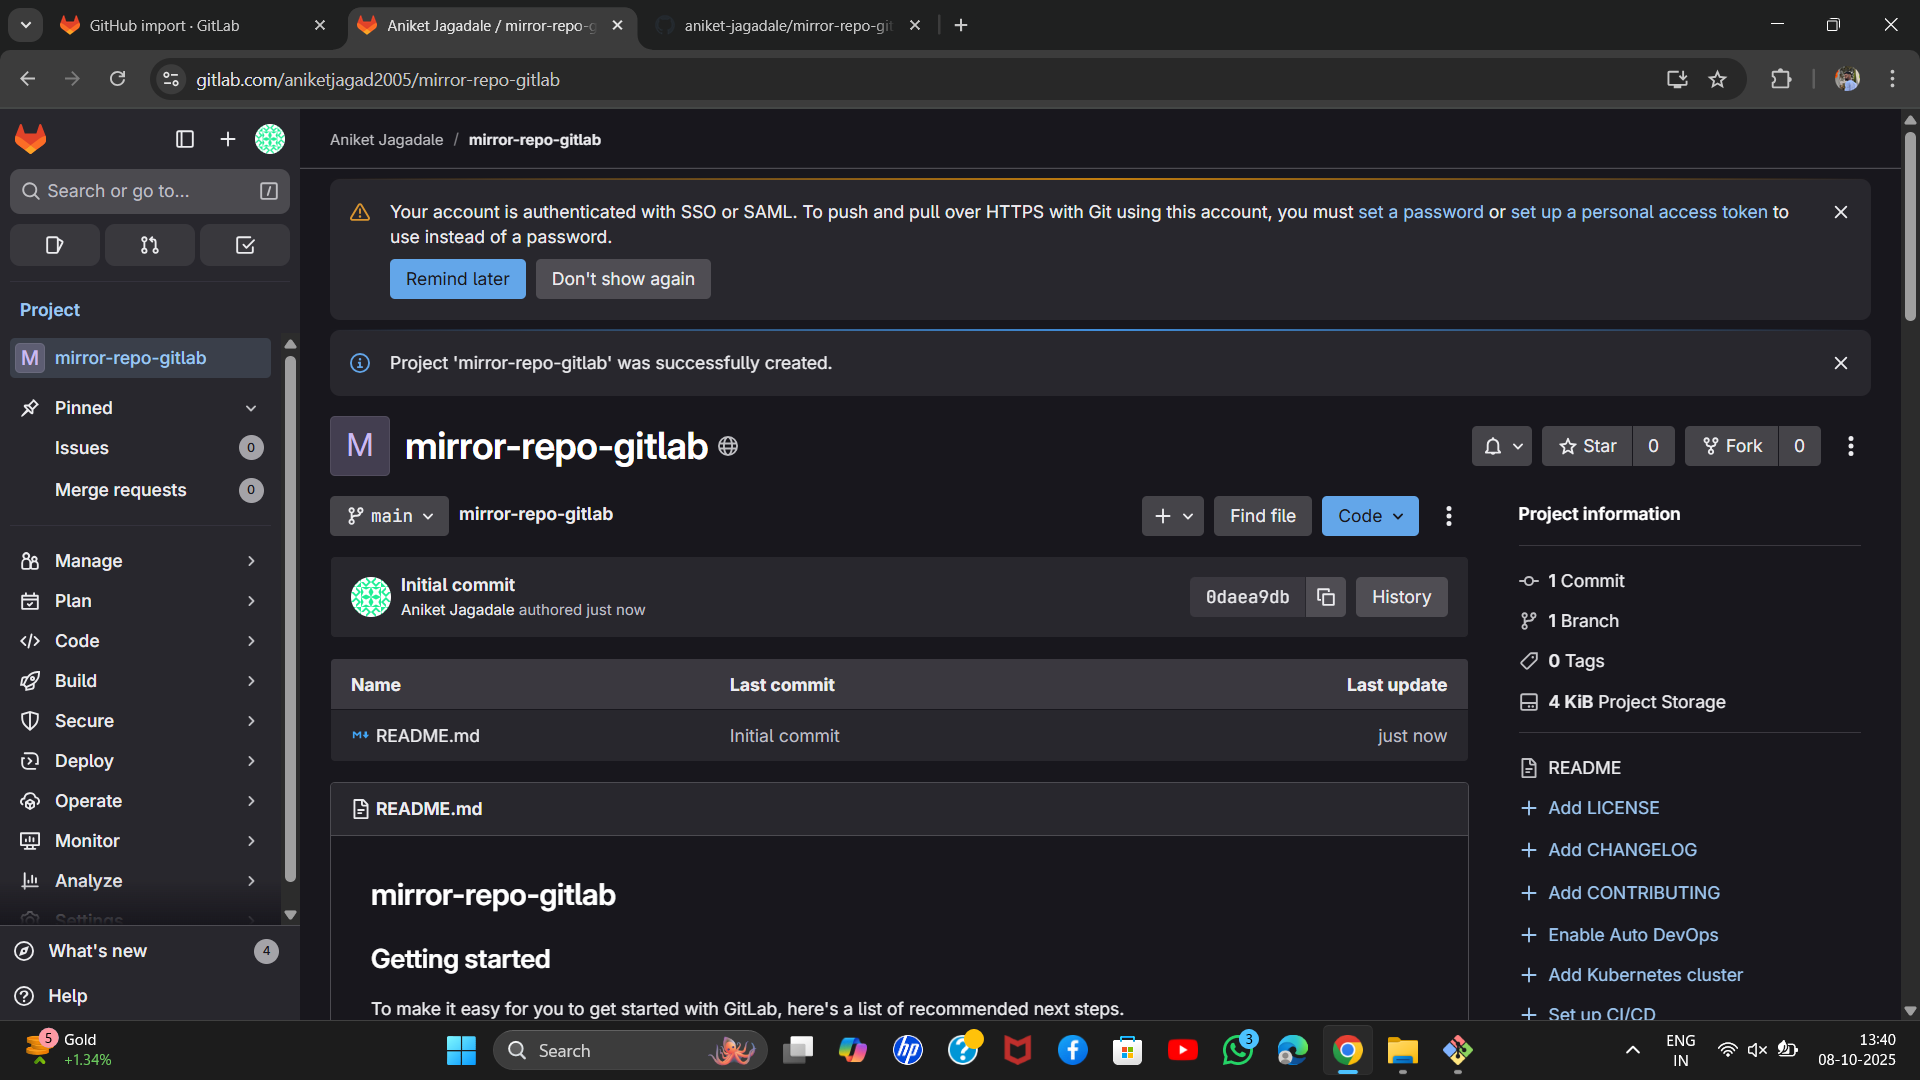 GitHub import · GitLab
Aniket Jagadale / mirror-repo-g
aniket-jagadale/mirror-repo-git
gitlab.com/aniketjagad2005/mirror-repo-gitlab
Search or go to...
/
Project
M mirror-repo-gitlab
Pinned
Issues 0
Merge requests 0
Manage
Plan
Code
Build
Secure
Deploy
Operate
Monitor
Analyze
Settings
What's new 4
Help
Aniket Jagadale / mirror-repo-gitlab
Your account is authenticated with SSO or SAML. To push and pull over HTTPS with Git using this account, you must set a password or set up a personal access token to
use instead of a password.
Remind later Don't show again
Project 'mirror-repo-gitlab' was successfully created.
M mirror-repo-gitlab
Star 0 Fork 0
main mirror-repo-gitlab
Find file Code
Initial commit
Aniket Jagadale authored just now
0daea9db History
Name Last commit Last update
README.md Initial commit just now
README.md
mirror-repo-gitlab
Getting started
To make it easy for you to get started with GitLab, here's a list of recommended next steps.
Project information
1 Commit
1 Branch
0 Tags
4 KiB Project Storage
README
Add LICENSE
Add CHANGELOG
Add CONTRIBUTING
Enable Auto DevOps
Add Kubernetes cluster
Set up CI/CD
5
Gold
+1.34%
Search
hp
?
3
ENG
IN
13:40
08-10-2025